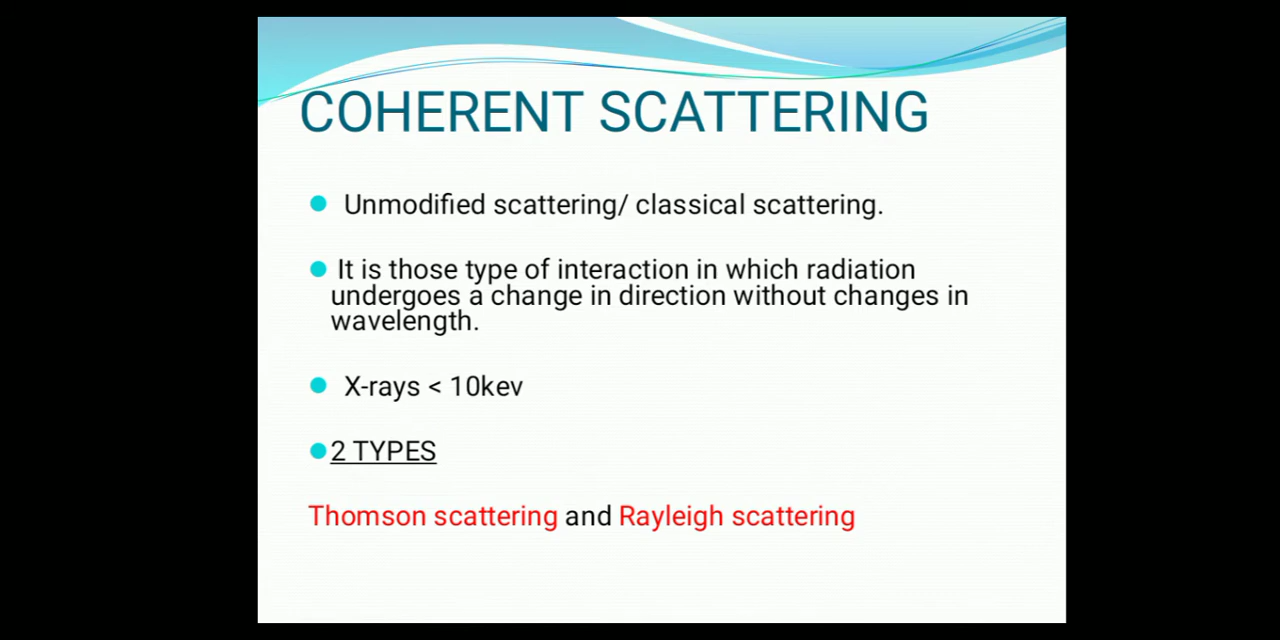 COHERENT SCATTERING
Unmodified scattering/ classical scattering.
It is those type of interaction in which radiation
undergoes a change in direction without changes in
wavelength.
X-rays < 10kev
2 TYPES
Thomson scattering and Rayleigh scattering